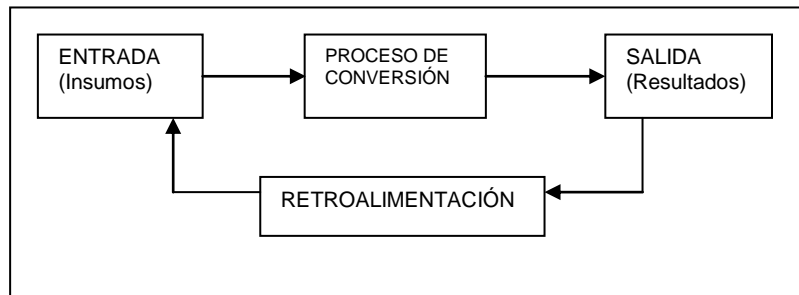 ENTRADA
(Insumos)
PROCESO DE
CONVERSIÓN
SALIDA
(Resultados)
RETROALIMENTACIÓN